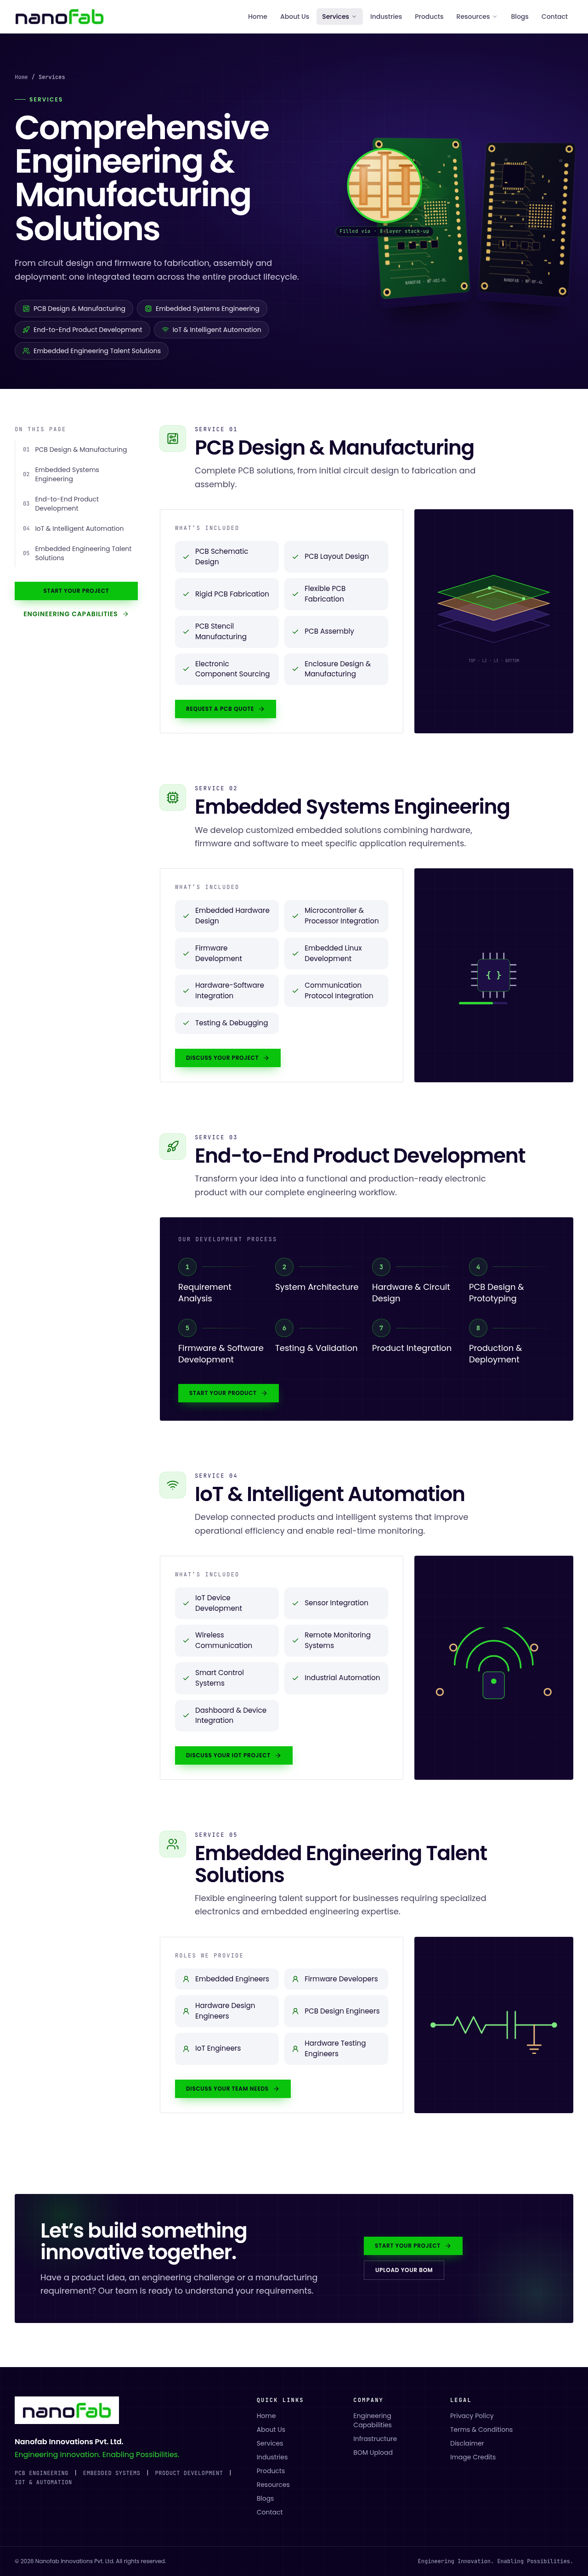 nanoFab
Home
About Us
Services
Industries
Products
Resources
Blogs
Contact
Home / Services
SERVICES
Comprehensive
Engineering &
Manufacturing
Solutions
From circuit design and firmware to fabrication, assembly and
deployment: one integrated team across the entire product lifecycle.
PCB Design & Manufacturing
Embedded Systems Engineering
End-to-End Product Development
IoT & Intelligent Automation
Embedded Engineering Talent Solutions
Filled via · 8-layer stack-up
ON THIS PAGE
01 PCB Design & Manufacturing
02 Embedded Systems
Engineering
03 End-to-End Product
Development
04 IoT & Intelligent Automation
05 Embedded Engineering Talent
Solutions
START YOUR PROJECT
ENGINEERING CAPABILITIES
SERVICE 01
PCB Design & Manufacturing
Complete PCB solutions, from initial circuit design to fabrication and
assembly.
WHAT'S INCLUDED
PCB Schematic
Design
PCB Layout Design
Rigid PCB Fabrication
Flexible PCB
Fabrication
PCB Stencil
Manufacturing
PCB Assembly
Electronic
Component Sourcing
Enclosure Design &
Manufacturing
REQUEST A PCB QUOTE
TOP · L2 · L3 · BOTTOM
SERVICE 02
Embedded Systems Engineering
We develop customized embedded solutions combining hardware,
firmware and software to meet specific application requirements.
WHAT'S INCLUDED
Embedded Hardware
Design
Microcontroller &
Processor Integration
Firmware
Development
Embedded Linux
Development
Hardware-Software
Integration
Communication
Protocol Integration
Testing & Debugging
DISCUSS YOUR PROJECT
{ }
SERVICE 03
End-to-End Product Development
Transform your idea into a functional and production-ready electronic
product with our complete engineering workflow.
OUR DEVELOPMENT PROCESS
1
Requirement
Analysis
2
System Architecture
3
Hardware & Circuit
Design
4
PCB Design &
Prototyping
5
Firmware & Software
Development
6
Testing & Validation
7
Product Integration
8
Production &
Deployment
START YOUR PRODUCT
SERVICE 04
IoT & Intelligent Automation
Develop connected products and intelligent systems that improve
operational efficiency and enable real-time monitoring.
WHAT'S INCLUDED
IoT Device
Development
Sensor Integration
Wireless
Communication
Remote Monitoring
Systems
Smart Control
Systems
Industrial Automation
Dashboard & Device
Integration
DISCUSS YOUR IOT PROJECT
SERVICE 05
Embedded Engineering Talent
Solutions
Flexible engineering talent support for businesses requiring specialized
electronics and embedded engineering expertise.
ROLES WE PROVIDE
Embedded Engineers
Firmware Developers
Hardware Design
Engineers
PCB Design Engineers
IoT Engineers
Hardware Testing
Engineers
DISCUSS YOUR TEAM NEEDS
Let's build something
innovative together.
Have a product idea, an engineering challenge or a manufacturing
requirement? Our team is ready to understand your requirements.
START YOUR PROJECT
UPLOAD YOUR BOM
nanoFab
Nanofab Innovations Pvt. Ltd.
Engineering Innovation. Enabling Possibilities.
PCB ENGINEERING | EMBEDDED SYSTEMS | PRODUCT DEVELOPMENT |
IOT & AUTOMATION
QUICK LINKS
Home
About Us
Services
Industries
Products
Resources
Blogs
Contact
COMPANY
Engineering
Capabilities
Infrastructure
BOM Upload
LEGAL
Privacy Policy
Terms & Conditions
Disclaimer
Image Credits
© 2026 Nanofab Innovations Pvt. Ltd. All rights reserved.
Engineering Innovation. Enabling Possibilities.